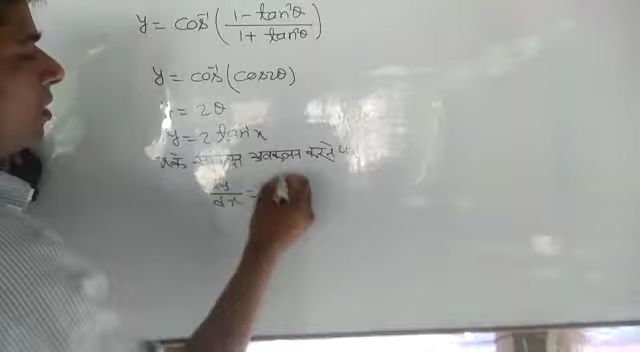 y = cos⁻¹(1 - tan²θ / 1 + tan²θ)
y = cos⁻¹(cos2θ)
y = 2θ
y = 2 tan⁻¹x
x के सापेक्ष अवकलन करने पर
dy/dx =